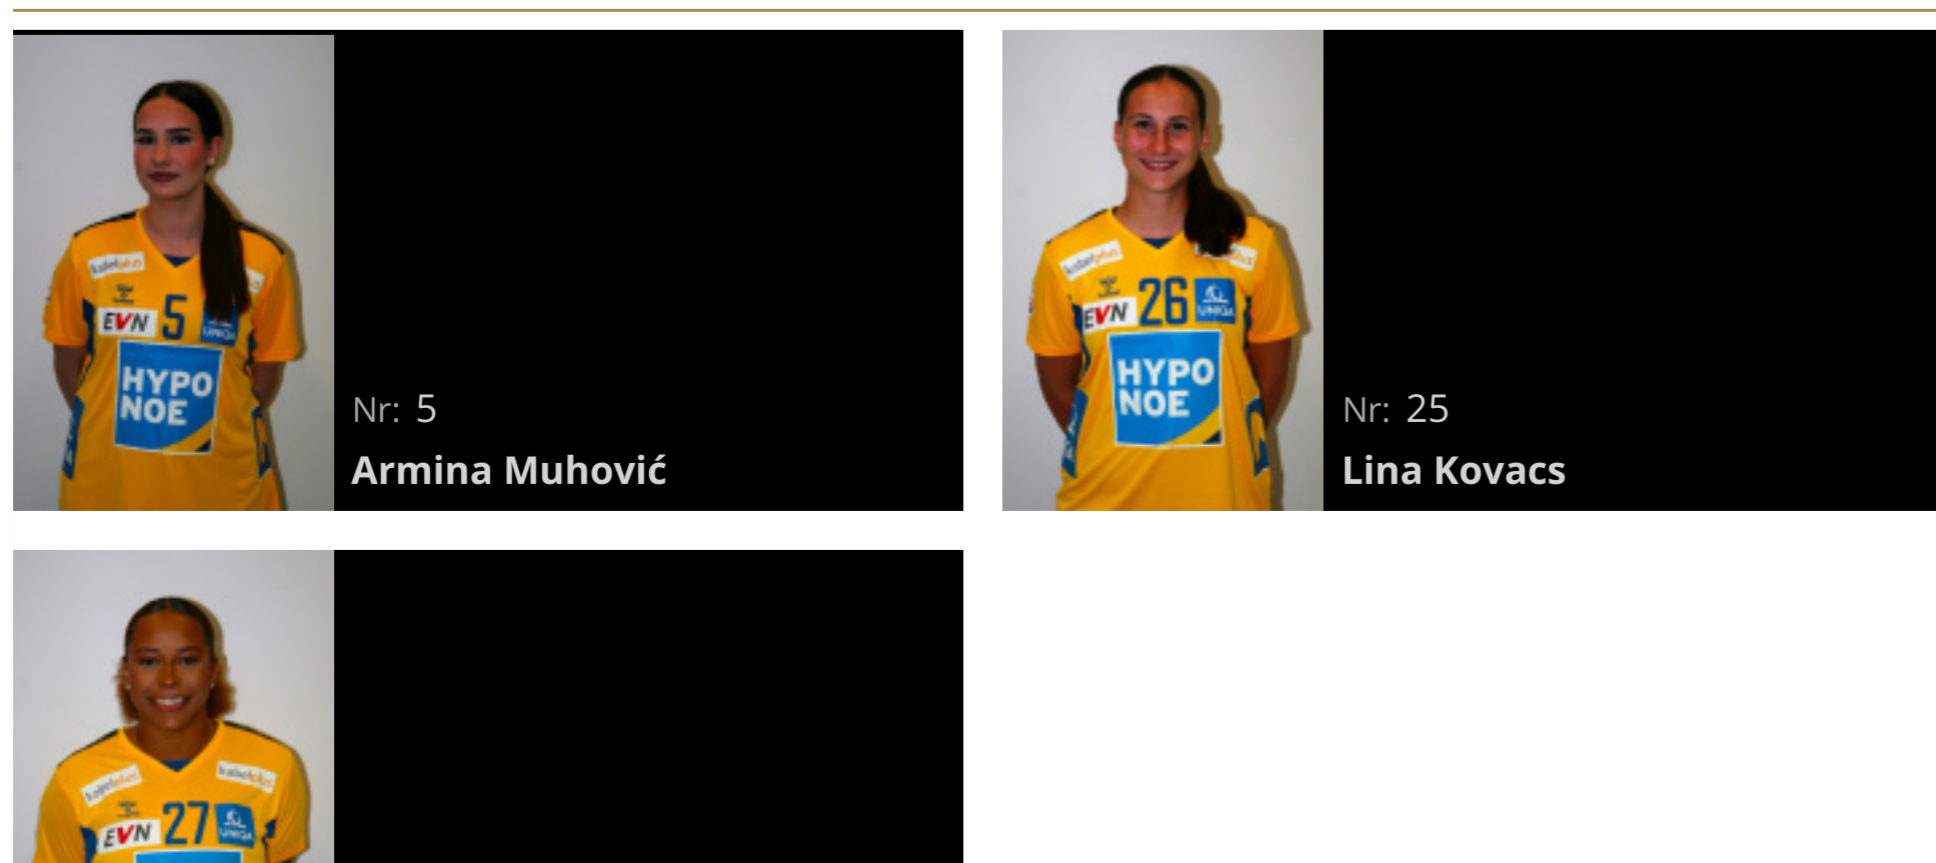 kabelplus
5
EVN
UNIQA
HYPO
NOE
Nr: 5
Armina Muhović
kabelplus
26
EVN
UNIQA
HYPO
NOE
Nr: 25
Lina Kovacs
kabelplus
kabelplus
27
EVN
UNIQA